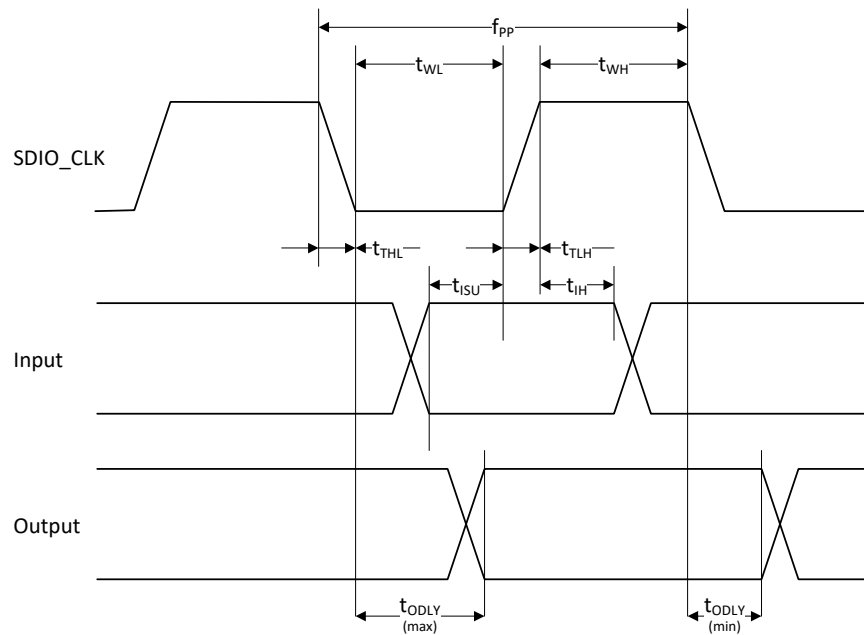 fPP
tWL
tWH
SDIO_CLK
tTHL
tTLH
tISU
tIH
Input
Output
tODLY
(max)
tODLY
(min)